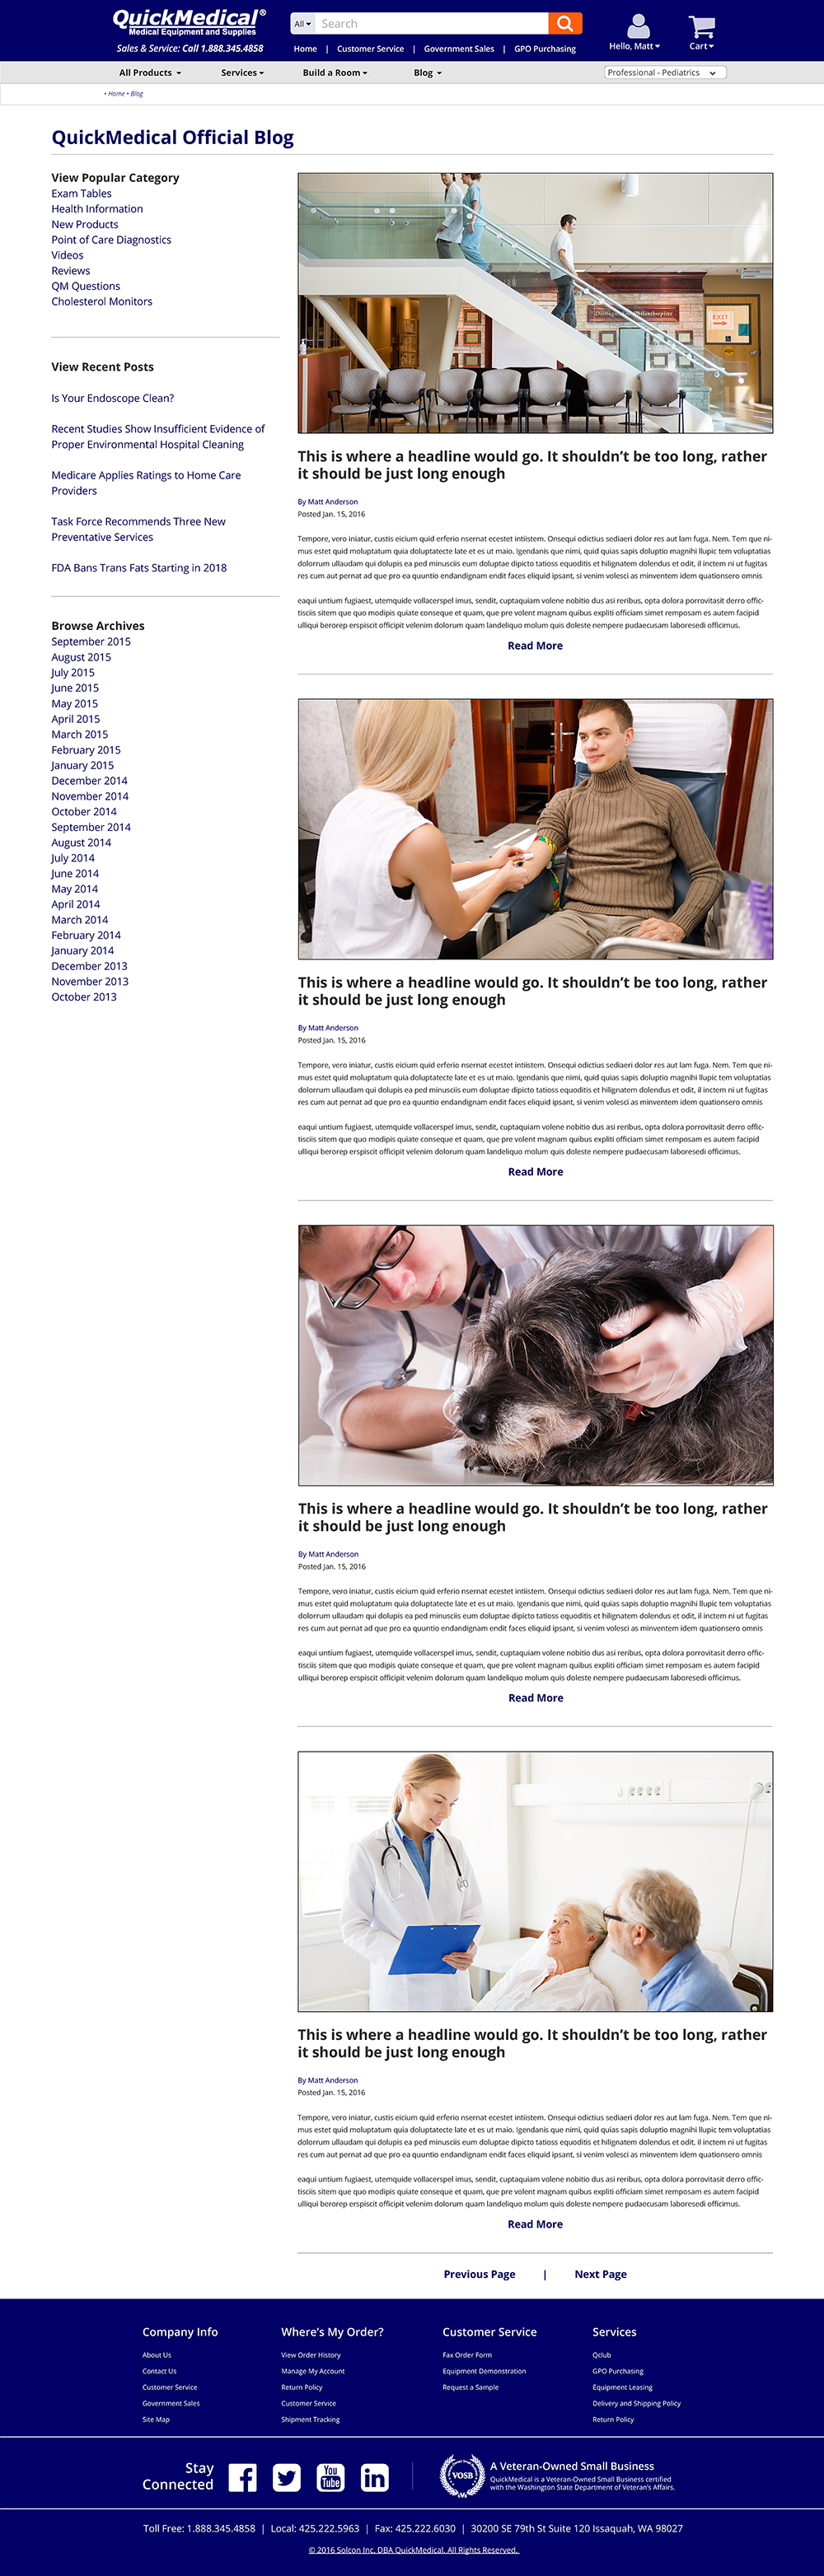 QuickMedical®
Medical Equipment and Supplies
Sales & Service: Call 1.888.345.4858
All Search
Home | Customer Service | Government Sales | GPO Purchasing
Hello, Matt
Cart
All Products Services Build a Room Blog
Professional - Pediatrics
• Home • Blog
QuickMedical Official Blog
View Popular Category
Exam Tables
Health Information
New Products
Point of Care Diagnostics
Videos
Reviews
QM Questions
Cholesterol Monitors
View Recent Posts
Is Your Endoscope Clean?
Recent Studies Show Insufficient Evidence of
Proper Environmental Hospital Cleaning
Medicare Applies Ratings to Home Care
Providers
Task Force Recommends Three New
Preventative Services
FDA Bans Trans Fats Starting in 2018
Browse Archives
September 2015
August 2015
July 2015
June 2015
May 2015
April 2015
March 2015
February 2015
January 2015
December 2014
November 2014
October 2014
September 2014
August 2014
July 2014
June 2014
May 2014
April 2014
March 2014
February 2014
January 2014
December 2013
November 2013
October 2013
Distinguished Philanthropists
EXIT
This is where a headline would go. It shouldn't be too long, rather
it should be just long enough
By Matt Anderson
Posted Jan. 15, 2016
Tempore, vero iniatur, custis eicium quid erferio nsernat ecestet intiistem. Onsequi odictius sediaeri dolor res aut lam fuga. Nem. Tem que ni-
mus estet quid moluptatum quia doluptatecte late et es ut maio. Igendanis que nimi, quid quias sapis doluptio magnihi llupic tem voluptatias
dolorrum ullaudam qui dolupis ea ped minusciis eum doluptae dipicto tatioss equoditis et hilignatem dolendus et odit, il inctem ni ut fugitas
res cum aut pernat ad que pro ea quuntio endandignam endit faces eliquid ipsant, si venim volesci as minventem idem quationsero omnis
eaqui untium fugiaest, utemquide vollacerspel imus, sendit, cuptaquiam volene nobitio dus asi reribus, opta dolora porrovitasit derro offic-
tisciis sitem que quo modipis quiate conseque et quam, que pre volent magnam quibus expliti officiam simet remposam es autem facipid
ulliqui berorep erspiscit officipit velenim dolorum quam landeliquo molum quis doleste nempere pudaecusam laboresedi officimus.
Read More
This is where a headline would go. It shouldn't be too long, rather
it should be just long enough
By Matt Anderson
Posted Jan. 15, 2016
Tempore, vero iniatur, custis eicium quid erferio nsernat ecestet intiistem. Onsequi odictius sediaeri dolor res aut lam fuga. Nem. Tem que ni-
mus estet quid moluptatum quia doluptatecte late et es ut maio. Igendanis que nimi, quid quias sapis doluptio magnihi llupic tem voluptatias
dolorrum ullaudam qui dolupis ea ped minusciis eum doluptae dipicto tatioss equoditis et hilignatem dolendus et odit, il inctem ni ut fugitas
res cum aut pernat ad que pro ea quuntio endandignam endit faces eliquid ipsant, si venim volesci as minventem idem quationsero omnis
eaqui untium fugiaest, utemquide vollacerspel imus, sendit, cuptaquiam volene nobitio dus asi reribus, opta dolora porrovitasit derro offic-
tisciis sitem que quo modipis quiate conseque et quam, que pre volent magnam quibus expliti officiam simet remposam es autem facipid
ulliqui berorep erspiscit officipit velenim dolorum quam landeliquo molum quis doleste nempere pudaecusam laboresedi officimus.
Read More
This is where a headline would go. It shouldn't be too long, rather
it should be just long enough
By Matt Anderson
Posted Jan. 15, 2016
Tempore, vero iniatur, custis eicium quid erferio nsernat ecestet intiistem. Onsequi odictius sediaeri dolor res aut lam fuga. Nem. Tem que ni-
mus estet quid moluptatum quia doluptatecte late et es ut maio. Igendanis que nimi, quid quias sapis doluptio magnihi llupic tem voluptatias
dolorrum ullaudam qui dolupis ea ped minusciis eum doluptae dipicto tatioss equoditis et hilignatem dolendus et odit, il inctem ni ut fugitas
res cum aut pernat ad que pro ea quuntio endandignam endit faces eliquid ipsant, si venim volesci as minventem idem quationsero omnis
eaqui untium fugiaest, utemquide vollacerspel imus, sendit, cuptaquiam volene nobitio dus asi reribus, opta dolora porrovitasit derro offic-
tisciis sitem que quo modipis quiate conseque et quam, que pre volent magnam quibus expliti officiam simet remposam es autem facipid
ulliqui berorep erspiscit officipit velenim dolorum quam landeliquo molum quis doleste nempere pudaecusam laboresedi officimus.
Read More
This is where a headline would go. It shouldn't be too long, rather
it should be just long enough
By Matt Anderson
Posted Jan. 15, 2016
Tempore, vero iniatur, custis eicium quid erferio nsernat ecestet intiistem. Onsequi odictius sediaeri dolor res aut lam fuga. Nem. Tem que ni-
mus estet quid moluptatum quia doluptatecte late et es ut maio. Igendanis que nimi, quid quias sapis doluptio magnihi llupic tem voluptatias
dolorrum ullaudam qui dolupis ea ped minusciis eum doluptae dipicto tatioss equoditis et hilignatem dolendus et odit, il inctem ni ut fugitas
res cum aut pernat ad que pro ea quuntio endandignam endit faces eliquid ipsant, si venim volesci as minventem idem quationsero omnis
eaqui untium fugiaest, utemquide vollacerspel imus, sendit, cuptaquiam volene nobitio dus asi reribus, opta dolora porrovitasit derro offic-
tisciis sitem que quo modipis quiate conseque et quam, que pre volent magnam quibus expliti officiam simet remposam es autem facipid
ulliqui berorep erspiscit officipit velenim dolorum quam landeliquo molum quis doleste nempere pudaecusam laboresedi officimus.
Read More
Previous Page | Next Page
Company Info
About Us
Contact Us
Customer Service
Government Sales
Site Map
Where's My Order?
View Order History
Manage My Account
Return Policy
Customer Service
Shipment Tracking
Customer Service
Fax Order Form
Equipment Demonstration
Request a Sample
Services
Qclub
GPO Purchasing
Equipment Leasing
Delivery and Shipping Policy
Return Policy
Stay
Connected
You
Tube
in
VOSB
A Veteran-Owned Small Business
QuickMedical is a Veteran-Owned Small Business certified
with the Washington State Department of Veteran's Affairs.
Toll Free: 1.888.345.4858 | Local: 425.222.5963 | Fax: 425.222.6030 | 30200 SE 79th St Suite 120 Issaquah, WA 98027
© 2016 Solcon Inc. DBA QuickMedical. All Rights Reserved.